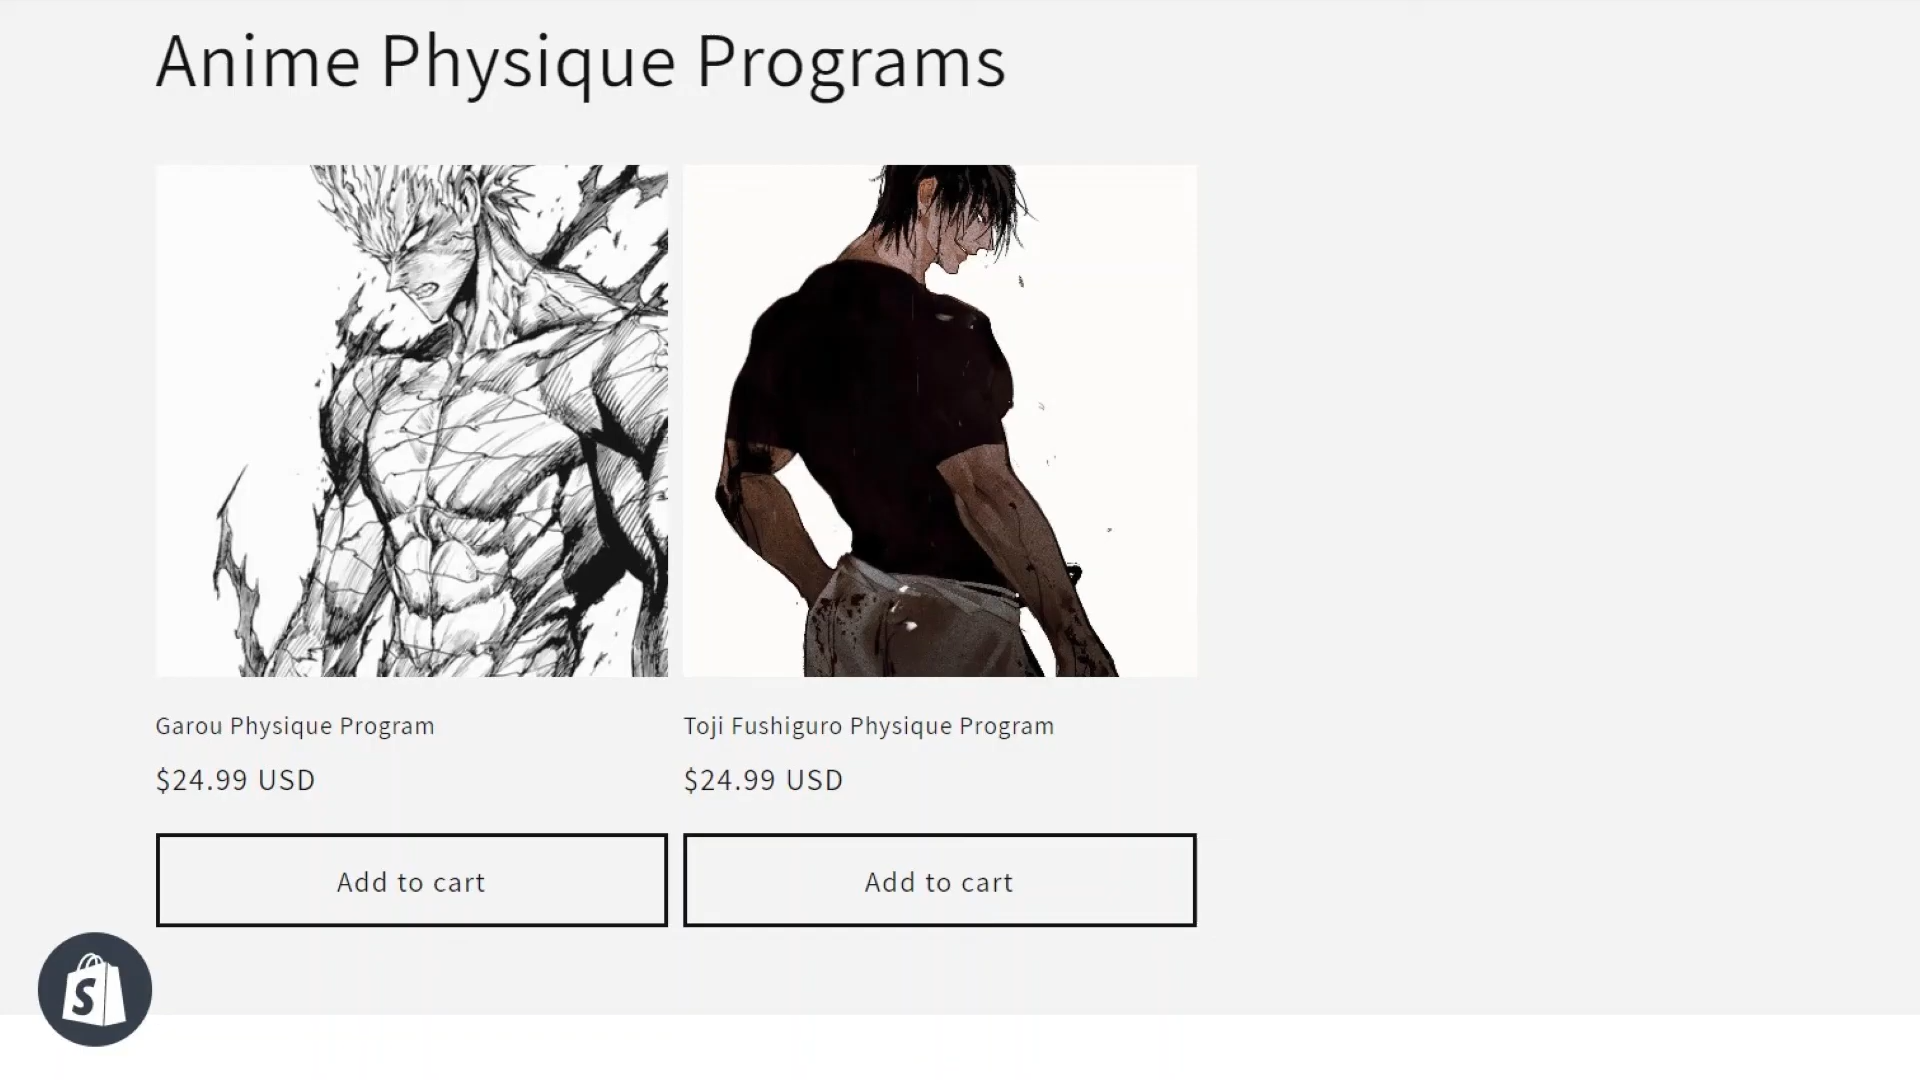 Anime Physique Programs
Garou Physique Program
Toji Fushiguro Physique Program
$24.99 USD
$24.99 USD
Add to cart
Add to cart
S